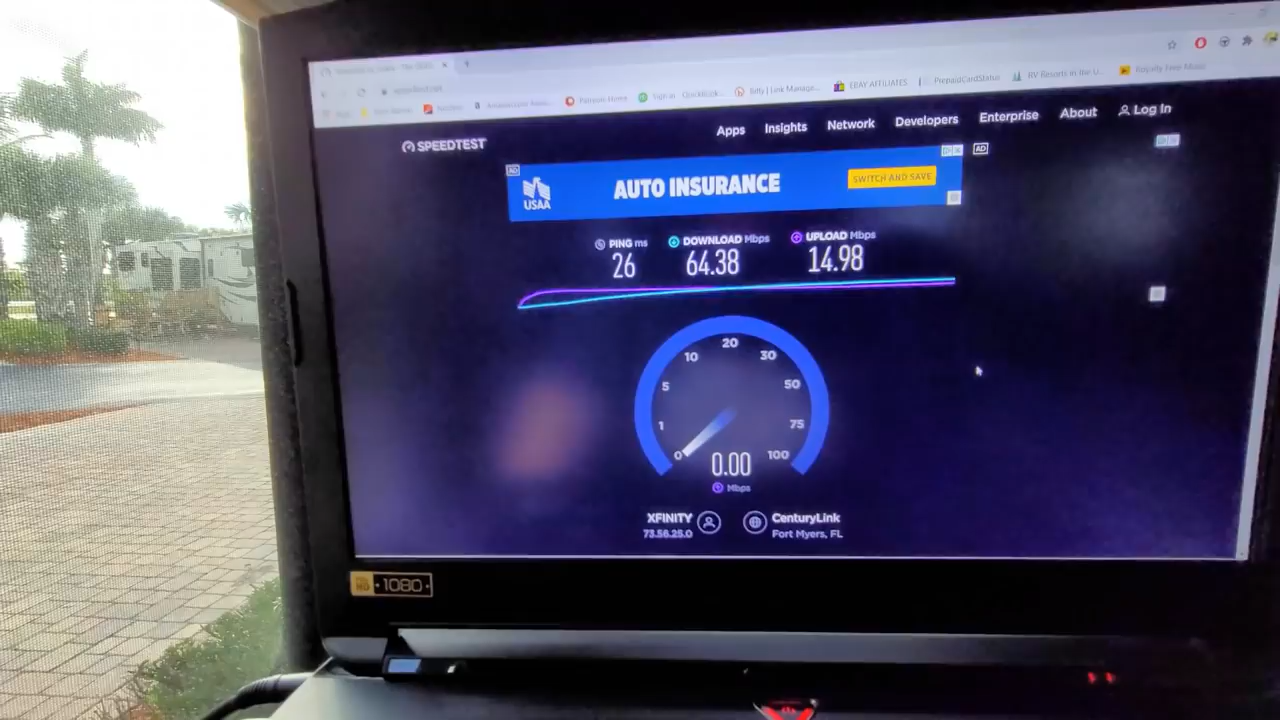 EBAY AFFILIATES
PrepaidCardStatus
RV Resorts in the U...
Royalty Free Music
Patreon Home
Sign in
QuickBook...
Bitly | Link Manage...
SPEEDTEST
Apps Insights Network Developers Enterprise About Log In
AD
AD
USAA
AUTO INSURANCE
SWITCH AND SAVE
PING ms DOWNLOAD Mbps UPLOAD Mbps
26 64.38 14.98
0
1
5
10
20
30
50
75
100
0.00
Mbps
XFINITY
73.56.25.0
CenturyLink
Fort Myers, FL
1080